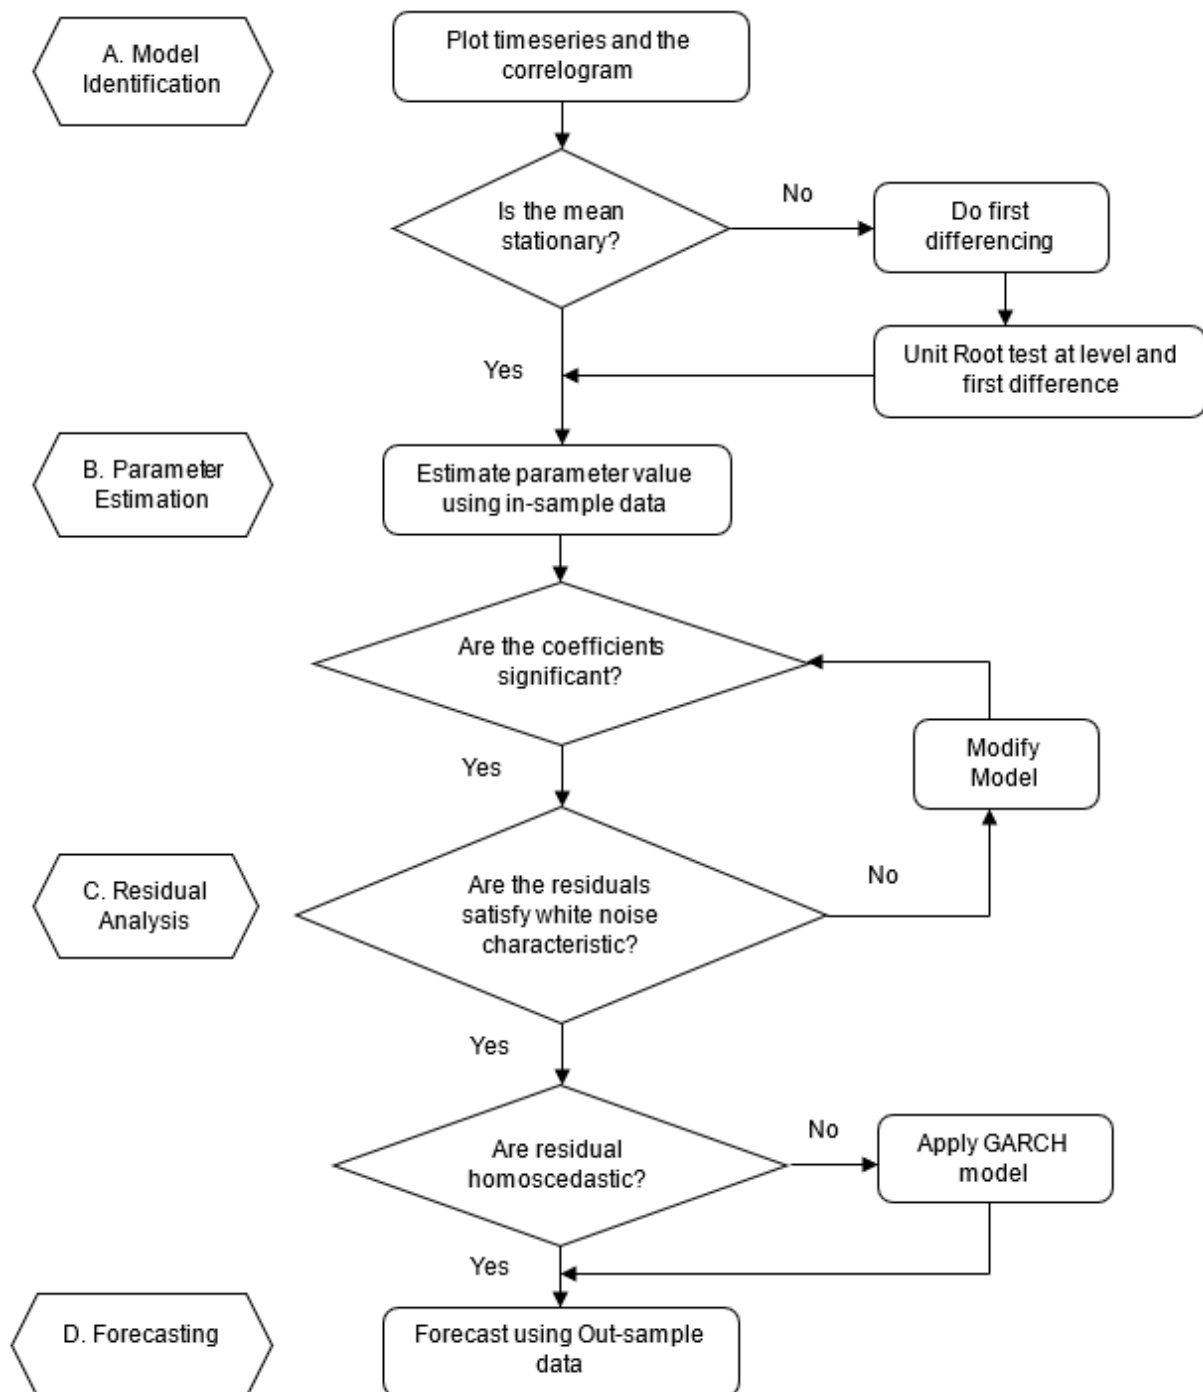 A. Model
Identification
Plot timeseries and the
correlogram
Is the mean
stationary?
No
Do first
differencing
Unit Root test at level and
first difference
Yes
B. Parameter
Estimation
Estimate parameter value
using in-sample data
Are the coefficients
significant?
Modify
Model
Yes
C. Residual
Analysis
Are the residuals
satisfy white noise
characteristic?
No
Yes
Are residual
homoscedastic?
No
Apply GARCH
model
Yes
D. Forecasting
Forecast using Out-sample
data